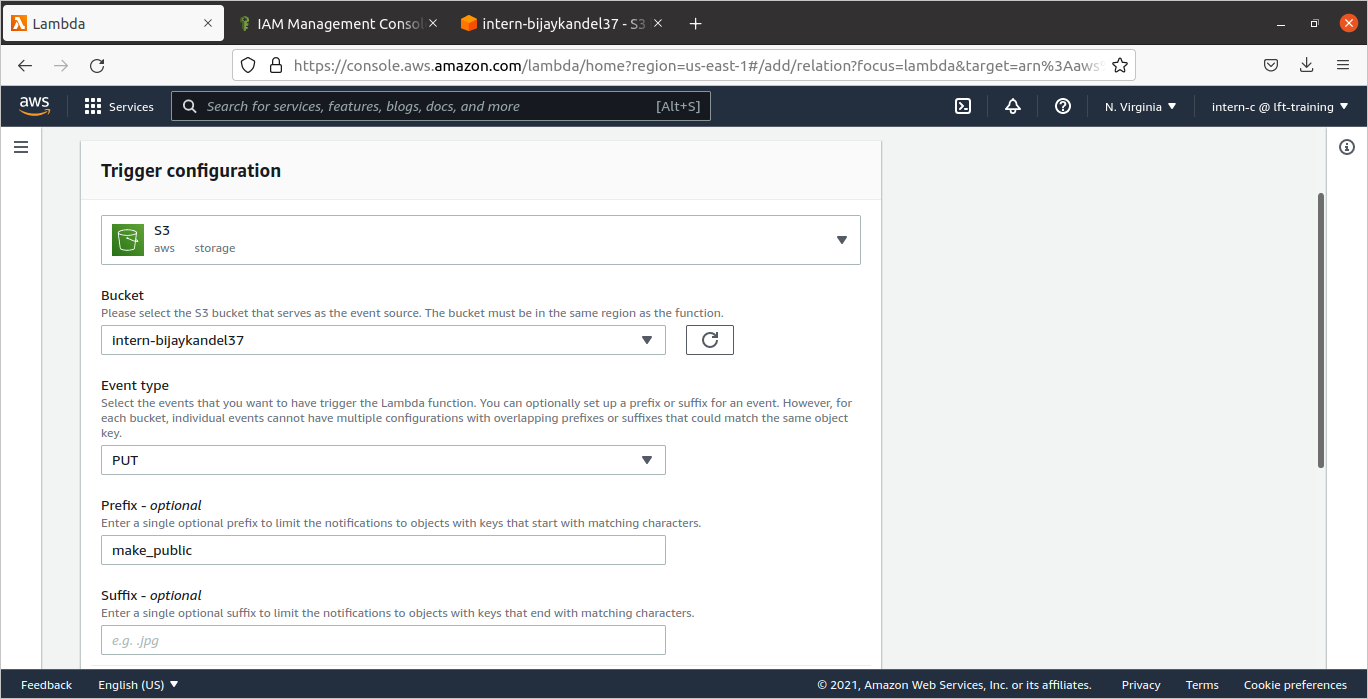 Lambda
IAM Management Consol
intern-bijaykandel37 - S3
https://console.aws.amazon.com/lambda/home?region=us-east-1#/add/relation?focus=lambda&target=arn%3Aaws
aws
Services
Search for services, features, blogs, docs, and more
[Alt+S]
N. Virginia
intern-c @ lft-training
Trigger configuration
S3
aws storage
Bucket
Please select the S3 bucket that serves as the event source. The bucket must be in the same region as the function.
intern-bijaykandel37
Event type
Select the events that you want to have trigger the Lambda function. You can optionally set up a prefix or suffix for an event. However, for
each bucket, individual events cannot have multiple configurations with overlapping prefixes or suffixes that could match the same object
key.
PUT
Prefix - optional
Enter a single optional prefix to limit the notifications to objects with keys that start with matching characters.
make_public
Suffix - optional
Enter a single optional suffix to limit the notifications to objects with keys that end with matching characters.
e.g. .jpg
Feedback
English (US)
© 2021, Amazon Web Services, Inc. or its affiliates.
Privacy
Terms
Cookie preferences